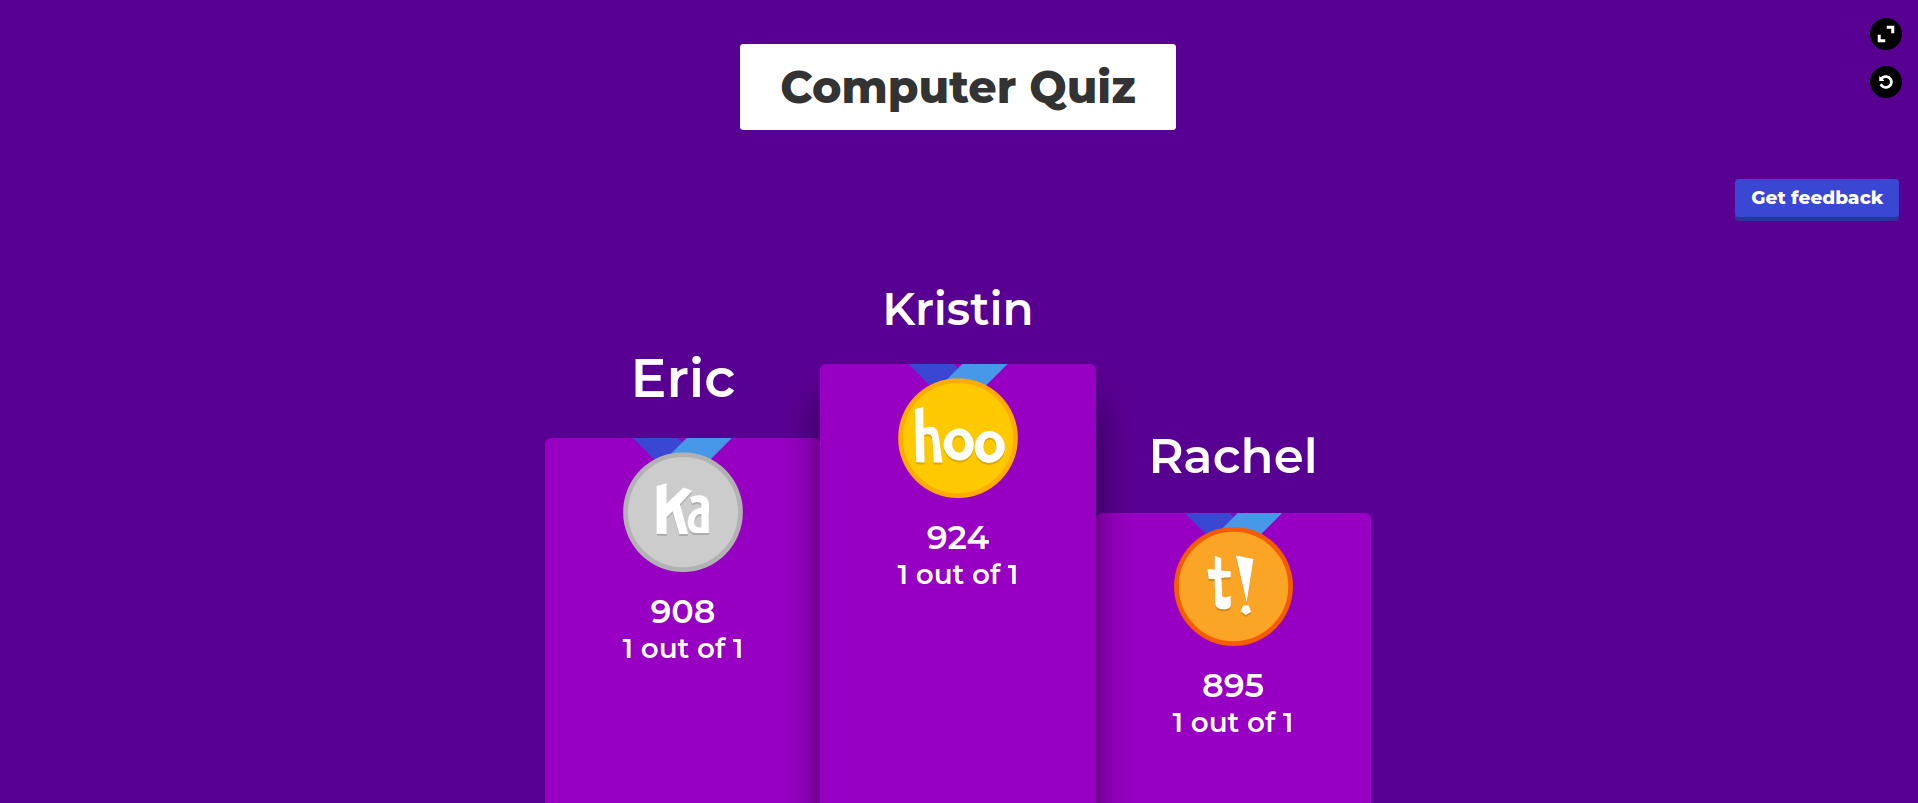 Computer Quiz
Get feedback
Kristin
Eric
Rachel
hoo
Ka
t!
924
1 out of 1
908
1 out of 1
895
1 out of 1